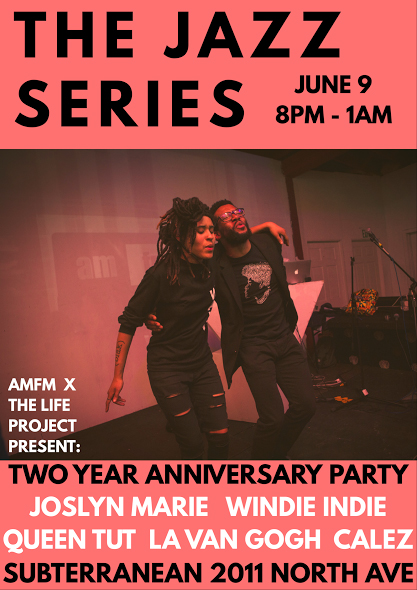 THE JAZZ
SERIES
JUNE 9
8PM - 1AM
AMFM X
THE LIFE
PROJECT
PRESENT:
TWO YEAR ANNIVERSARY PARTY
JOSLYN MARIE WINDIE INDIE
QUEEN TUT LA VAN GOGH CALEZ
SUBTERRANEAN 2011 NORTH AVE